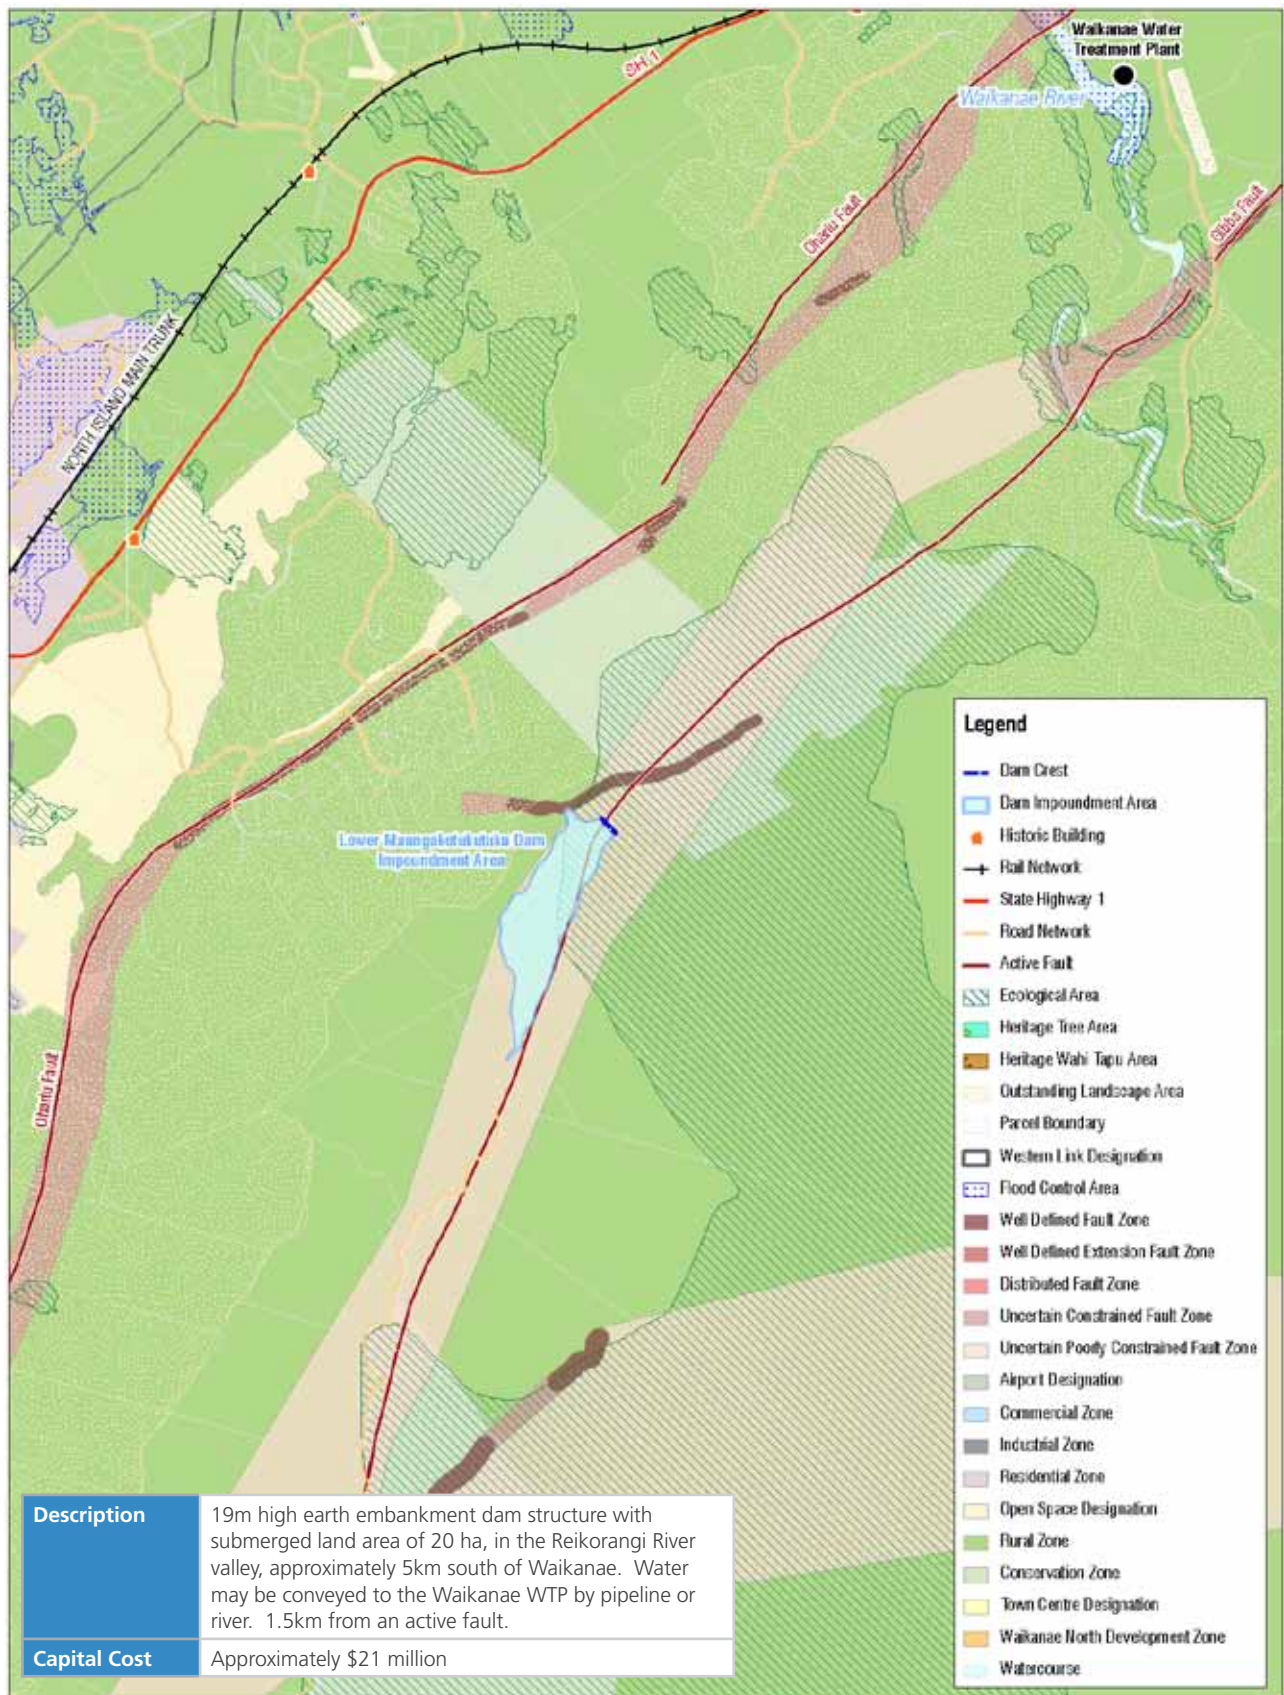 Waikanae Water
Treatment Plant
SH 1
Waikanae River
Ohariu Fault
Gibbs Fault
NORTH ISLAND MAIN TRUNK
Lower Maungakotukutuku Dam
Impoundment Area
Ohariu Fault
Legend
Dam Crest
Dam Impoundment Area
Historic Building
Rail Network
State Highway 1
Road Network
Active Fault
Ecological Area
Heritage Tree Area
Heritage Wahi Tapu Area
Outstanding Landscape Area
Parcel Boundary
Western Link Designation
Flood Control Area
Well Defined Fault Zone
Well Defined Extension Fault Zone
Distributed Fault Zone
Uncertain Constrained Fault Zone
Uncertain Poorly Constrained Fault Zone
Airport Designation
Commercial Zone
Industrial Zone
Residential Zone
Open Space Designation
Rural Zone
Conservation Zone
Town Centre Designation
Waikanae North Development Zone
Watercourse
Description
19m high earth embankment dam structure with
submerged land area of 20 ha, in the Reikorangi River
valley, approximately 5km south of Waikanae. Water
may be conveyed to the Waikanae WTP by pipeline or
river. 1.5km from an active fault.
Capital Cost
Approximately $21 million